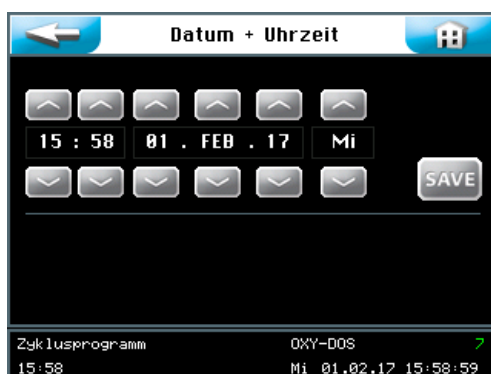 Datum + Uhrzeit
15 : 58 01 . FEB . 17 Mi
SAVE
Zyklusprogramm OXY-DOS 7
15:58 Mi 01.02.17 15:58:59